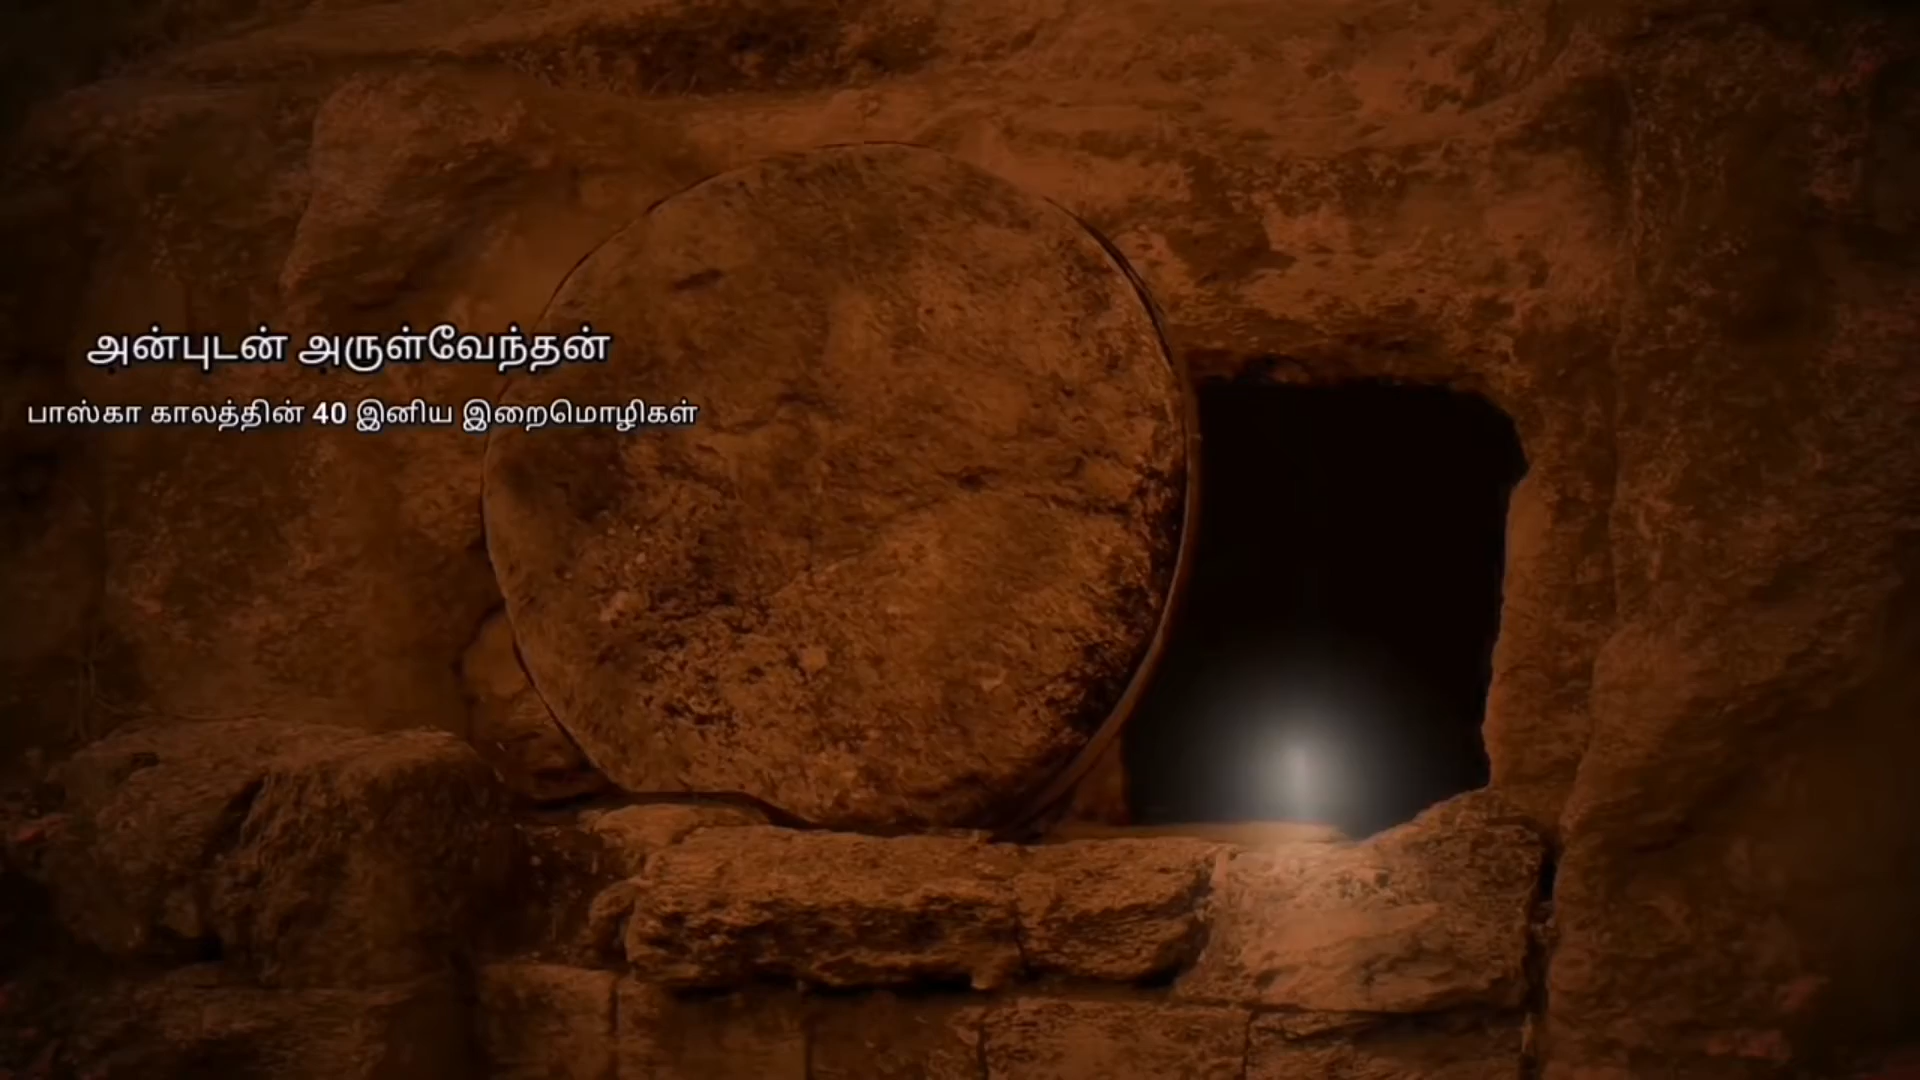 அன்புடன் அருள்வேந்தன்
பாஸ்கா காலத்தின் 40 இனிய இறைமொழிகள்